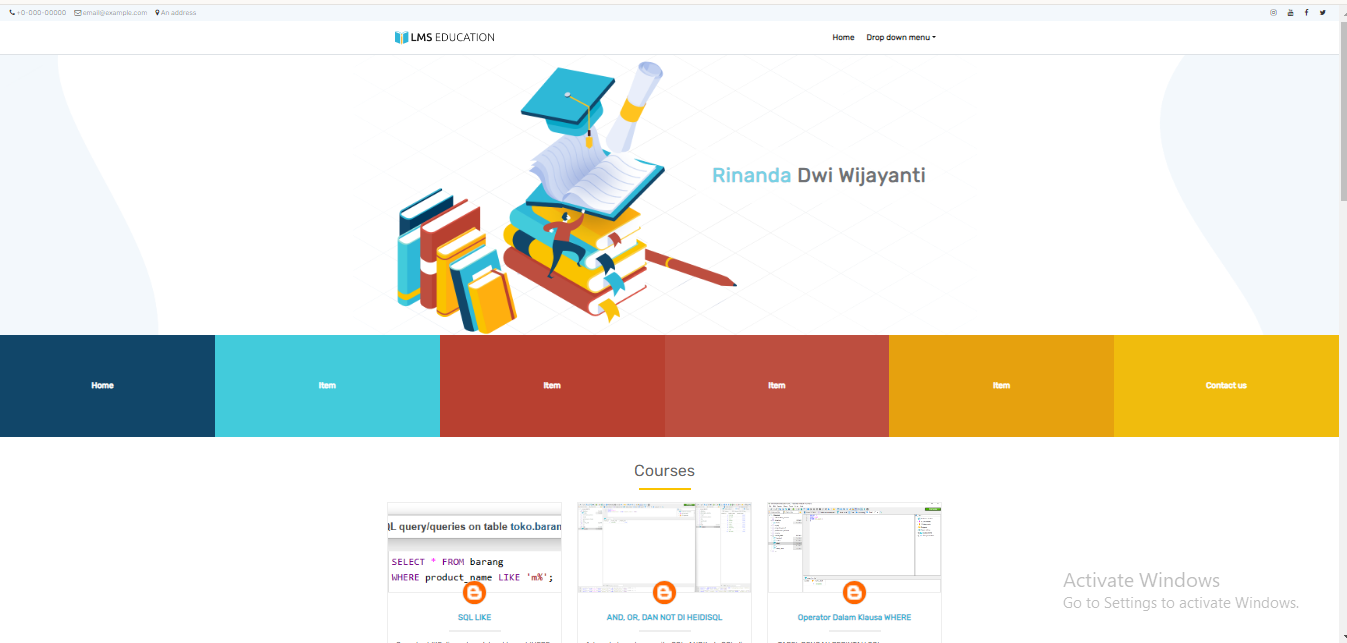 +0-000-00000 email@example.com An address
LMS EDUCATION
Home Drop down menu
Rinanda Dwi Wijayanti
Home Item Item Item Item Contact us
Courses
QL query/queries on table toko.baran
SELECT * FROM barang
WHERE product_name LIKE 'm%';
SQL LIKE AND, OR, DAN NOT DI HEIDISQL Operator Dalam Klausa WHERE
Activate Windows
Go to Settings to activate Windows.